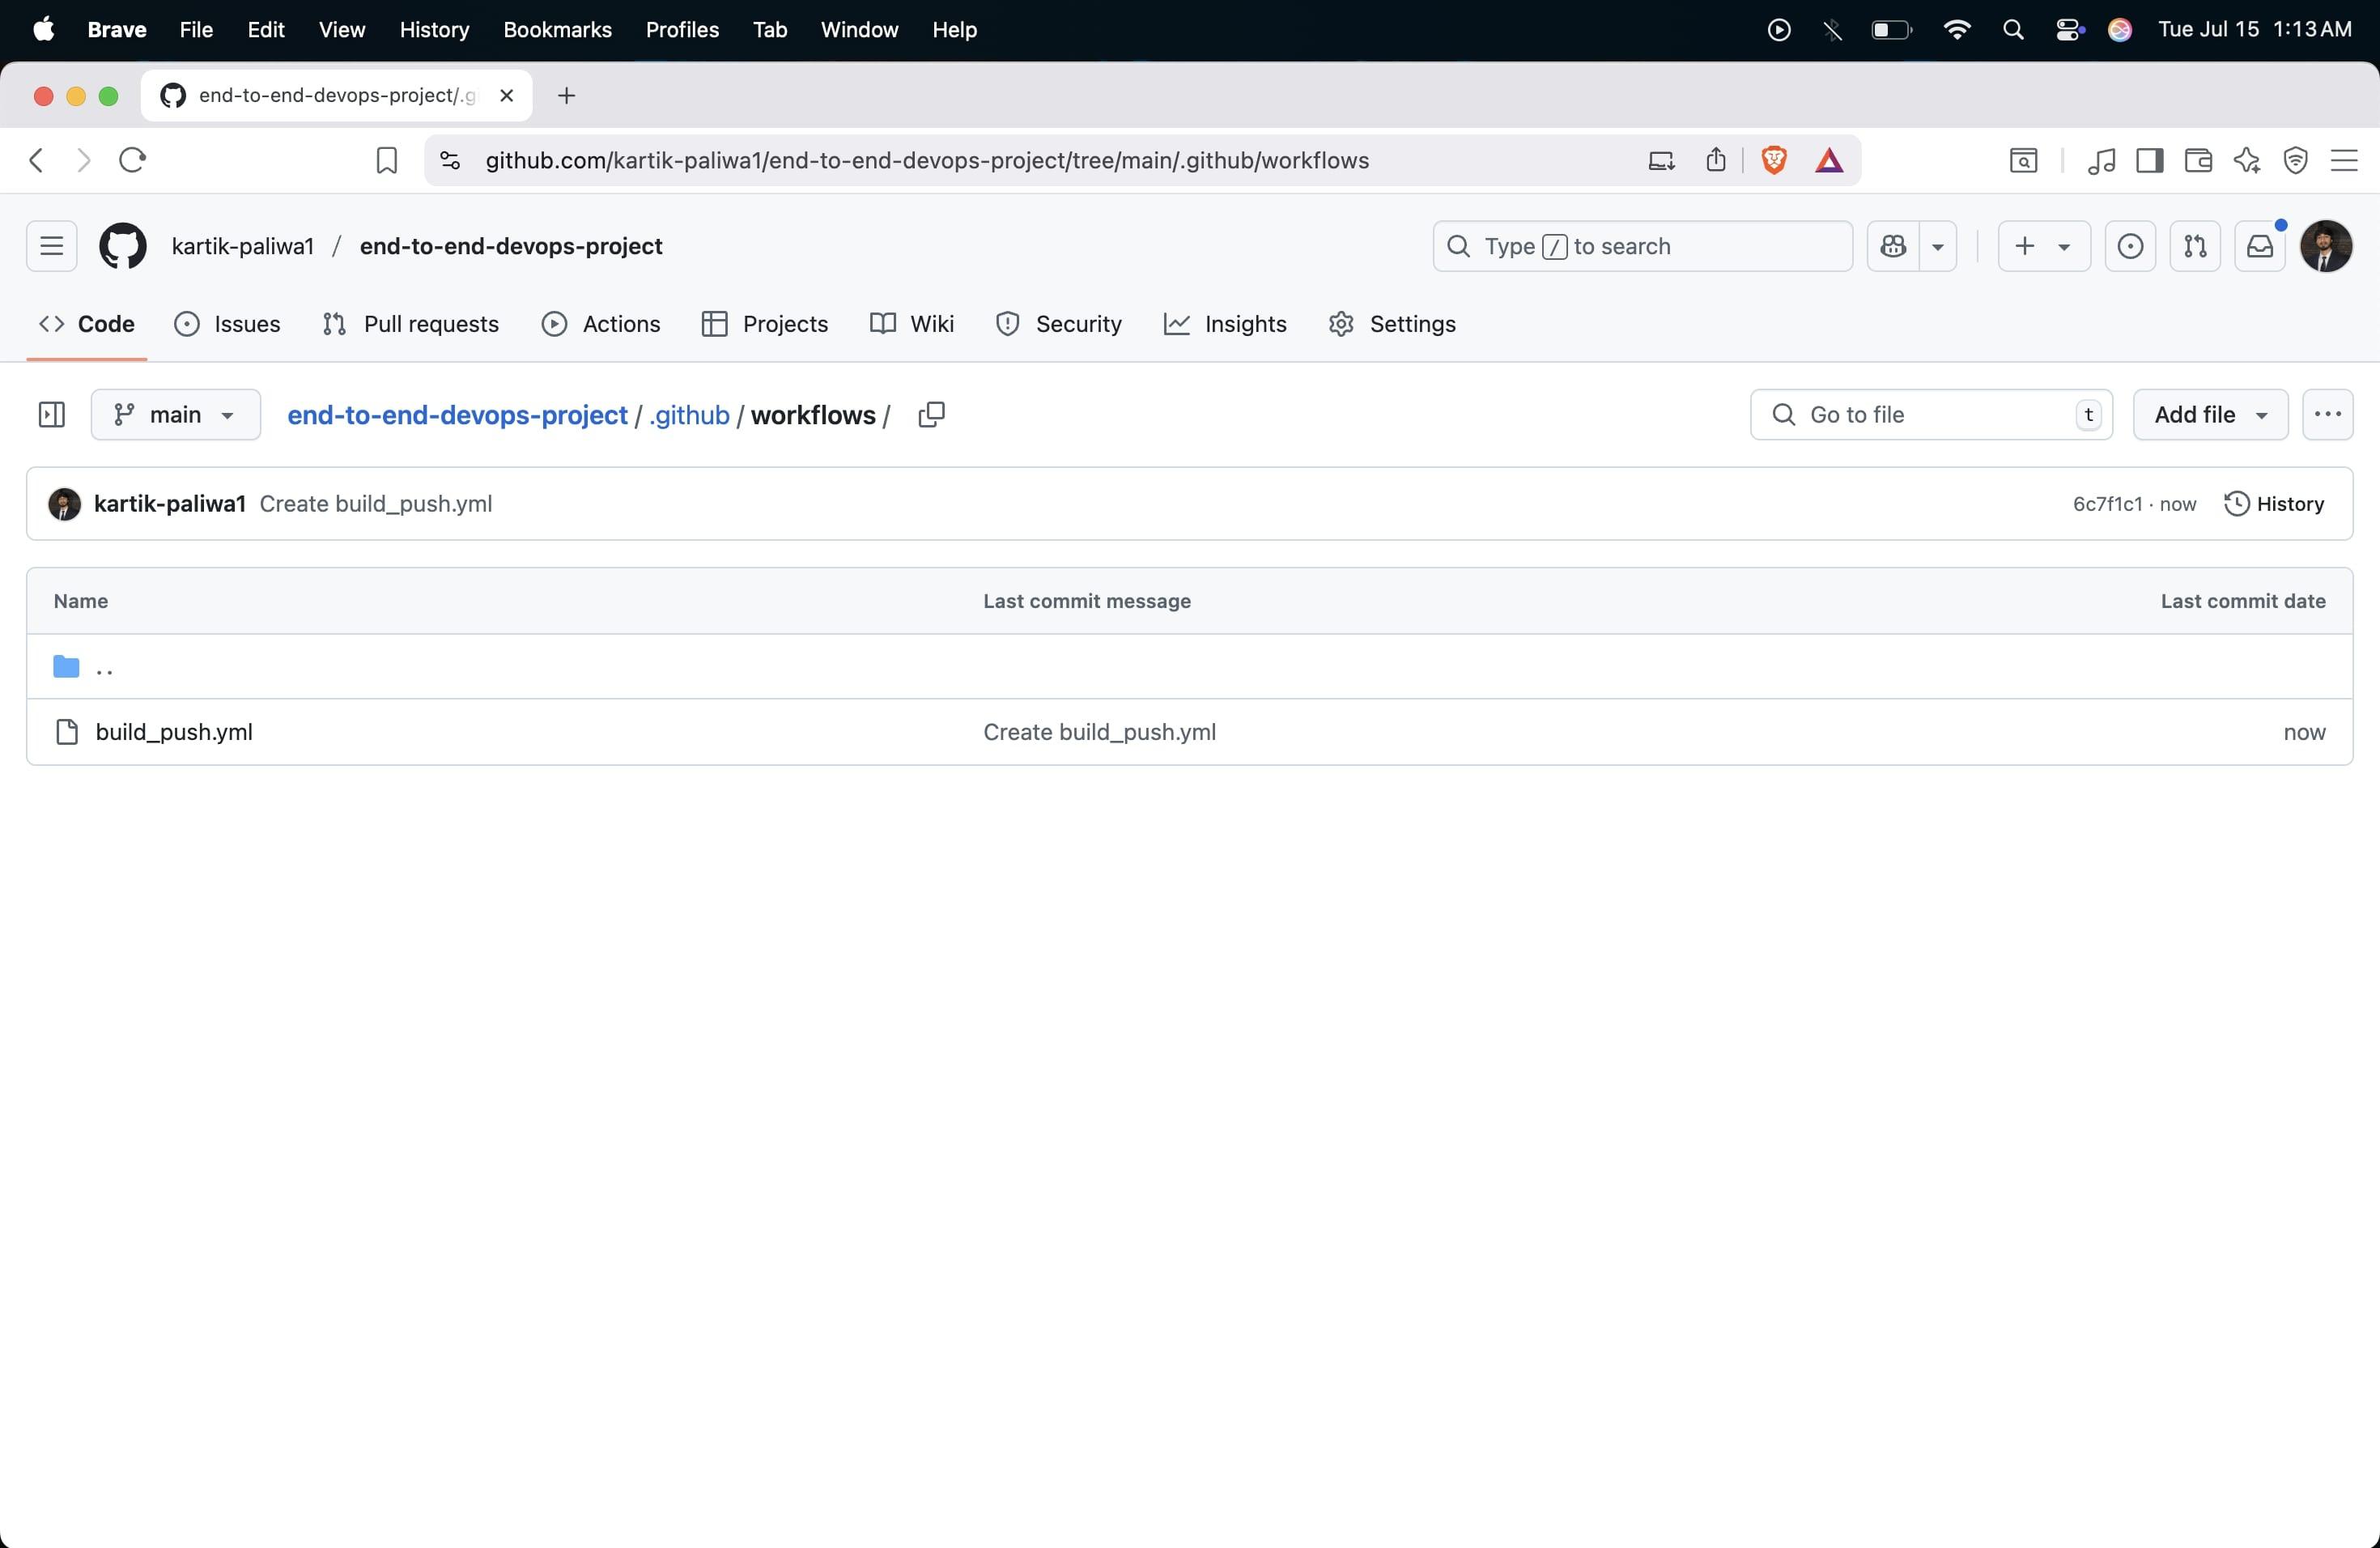 Brave File Edit View History Bookmarks Profiles Tab Window Help Tue Jul 15 1:13 AM
end-to-end-devops-project/.g
github.com/kartik-paliwa1/end-to-end-devops-project/tree/main/.github/workflows
kartik-paliwa1 / end-to-end-devops-project Type / to search
Code Issues Pull requests Actions Projects Wiki Security Insights Settings
main end-to-end-devops-project / .github / workflows / Go to file t Add file
kartik-paliwa1 Create build_push.yml 6c7f1c1 · now History
Name Last commit message Last commit date
..
build_push.yml Create build_push.yml now